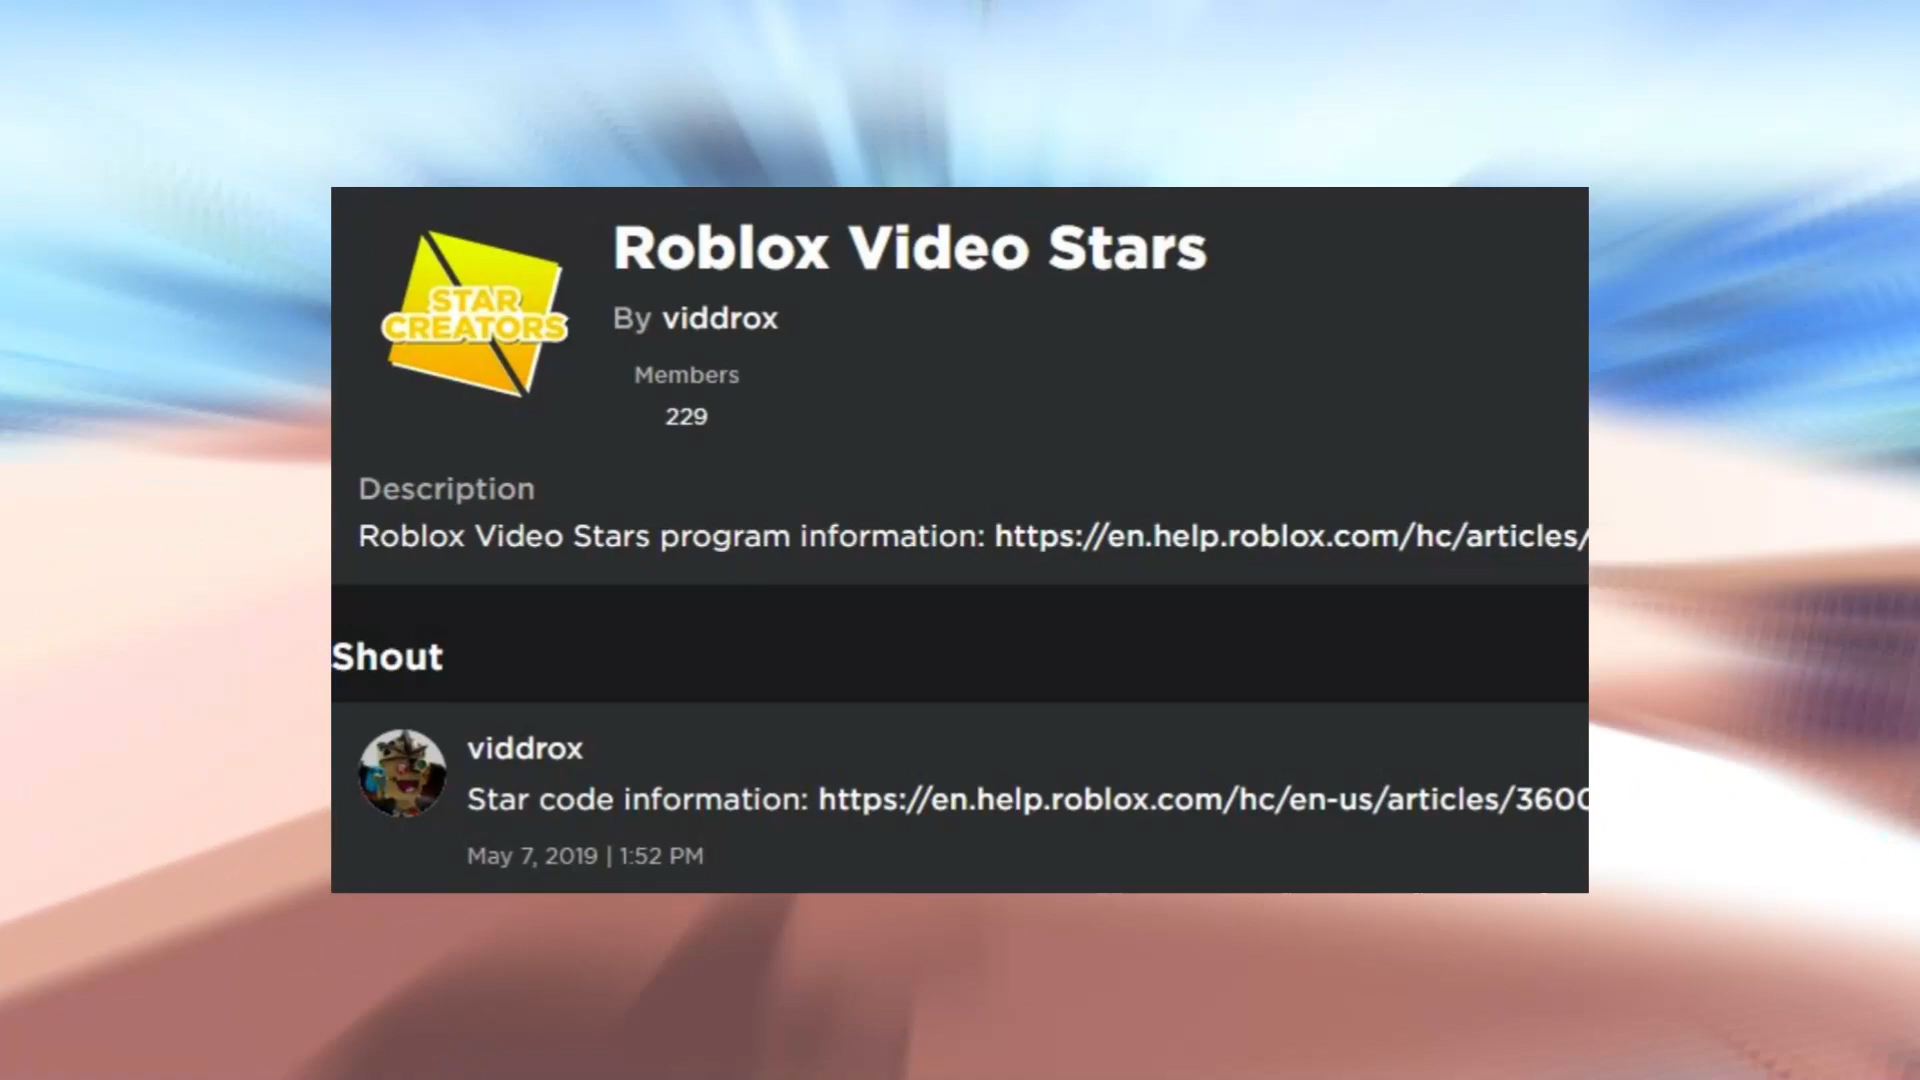 STAR
CREATORS
Roblox Video Stars
By viddrox
Members
229
Description
Roblox Video Stars program information: https://en.help.roblox.com/hc/articles/
Shout
viddrox
Star code information: https://en.help.roblox.com/hc/en-us/articles/3600
May 7, 2019 | 1:52 PM